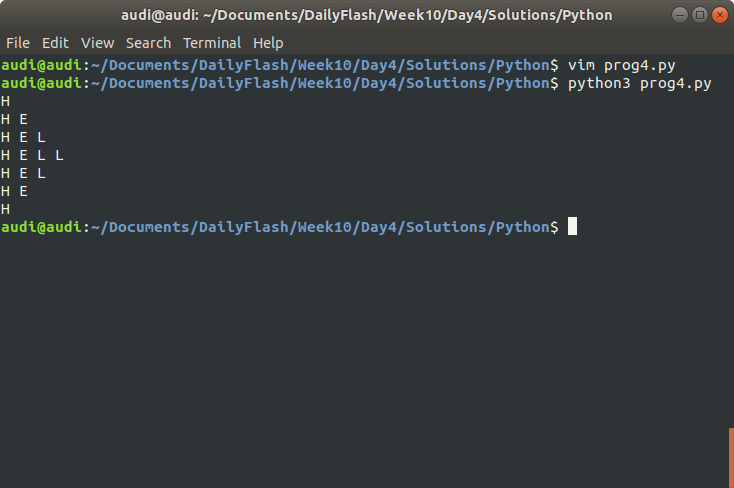 audi@audi: ~/Documents/DailyFlash/Week10/Day4/Solutions/Python
File Edit View Search Terminal Help
audi@audi:~/Documents/DailyFlash/Week10/Day4/Solutions/Python$ vim prog4.py
audi@audi:~/Documents/DailyFlash/Week10/Day4/Solutions/Python$ python3 prog4.py
H
H E
H E L
H E L L
H E L
H E
H
audi@audi:~/Documents/DailyFlash/Week10/Day4/Solutions/Python$